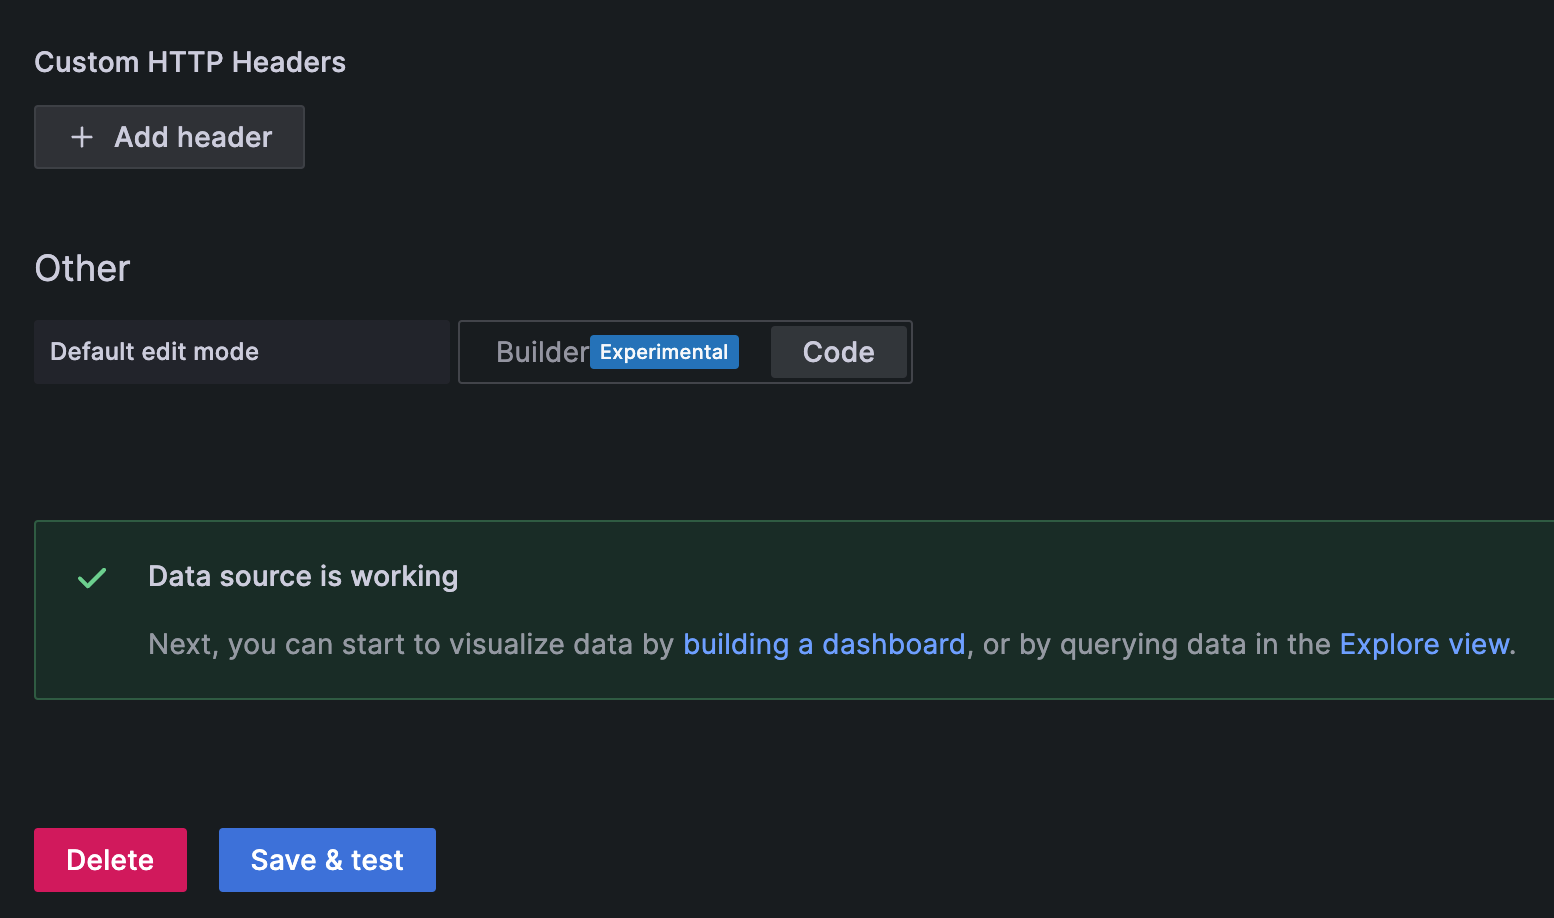 Custom HTTP Headers
+ Add header
Other
Default edit mode Builder Experimental Code
Data source is working
Next, you can start to visualize data by building a dashboard, or by querying data in the Explore view.
Delete Save & test